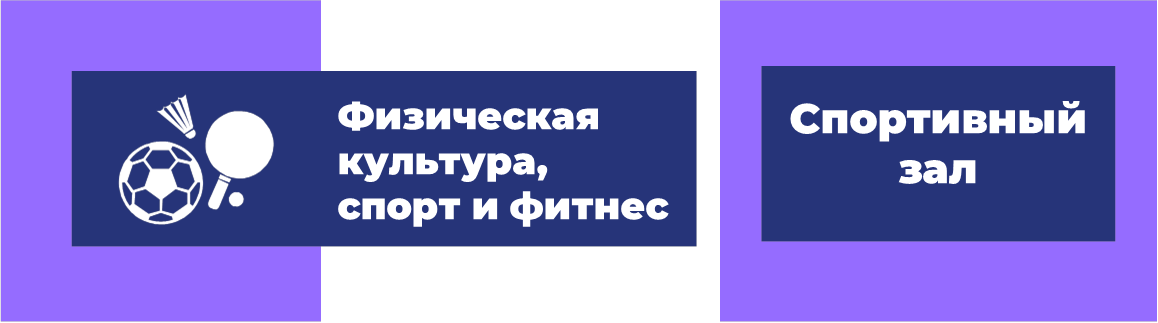 Физическая
культура,
спорт и фитнес
Спортивный
зал